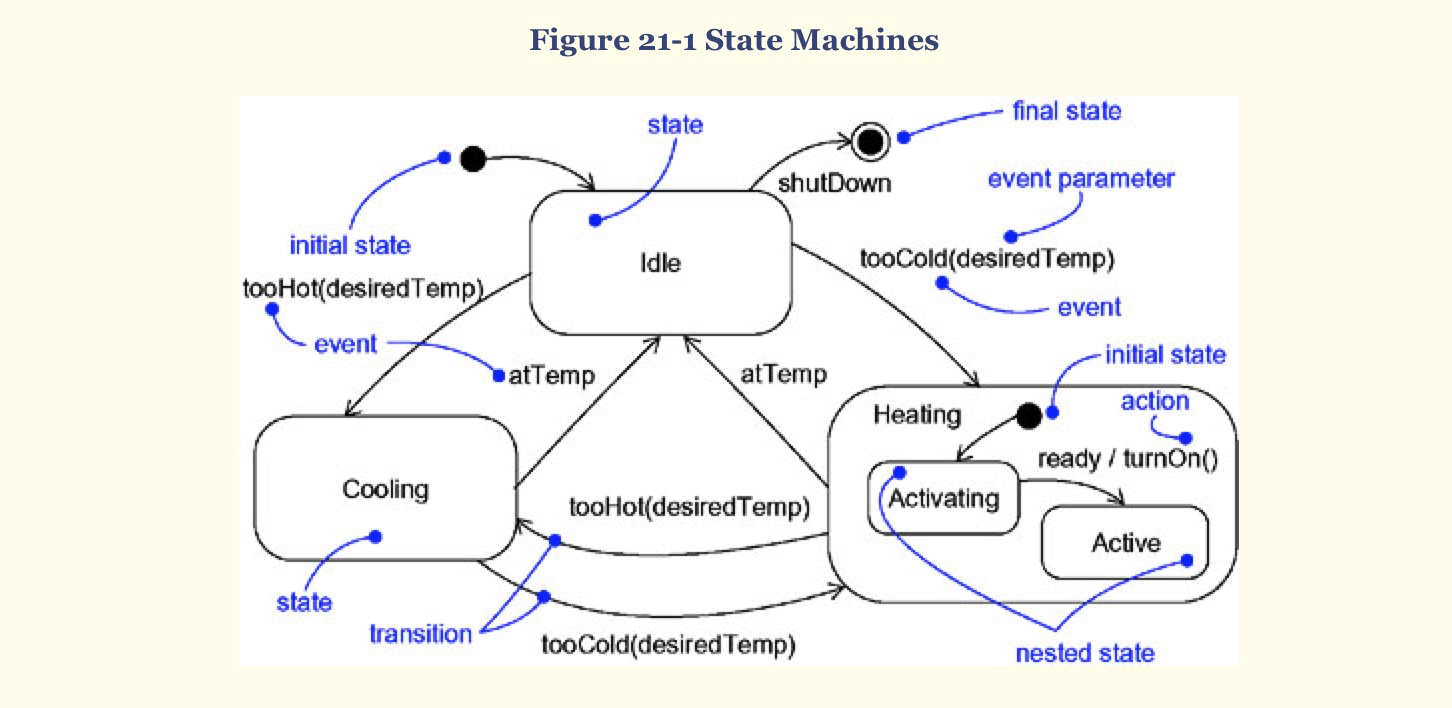 Figure 21-1 State Machines
final state
state
shutDown
event parameter
initial state
Idle
tooCold(desiredTemp)
tooHot(desiredTemp)
event
event
atTemp
atTemp
initial state
action
Heating
ready / turnOn()
Cooling
tooHot(desiredTemp)
Activating
Active
state
transition
tooCold(desiredTemp)
nested state